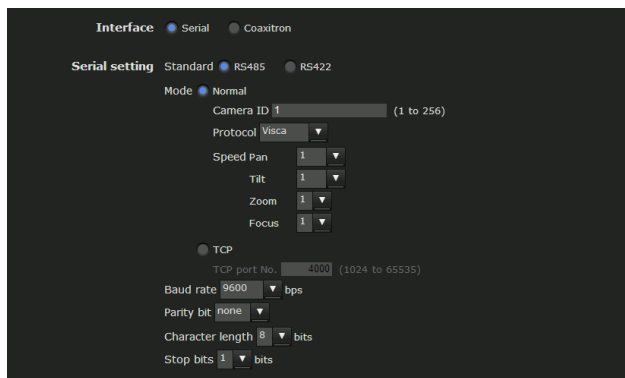 Interface Serial Coaxitron
Serial setting Standard RS485 RS422
Mode Normal
Camera ID 1 (1 to 256)
Protocol Visca
Speed Pan 1
Tilt 1
Zoom 1
Focus 1
TCP
TCP port No. 4000 (1024 to 65535)
Baud rate 9600 bps
Parity bit none
Character length 8 bits
Stop bits 1 bits